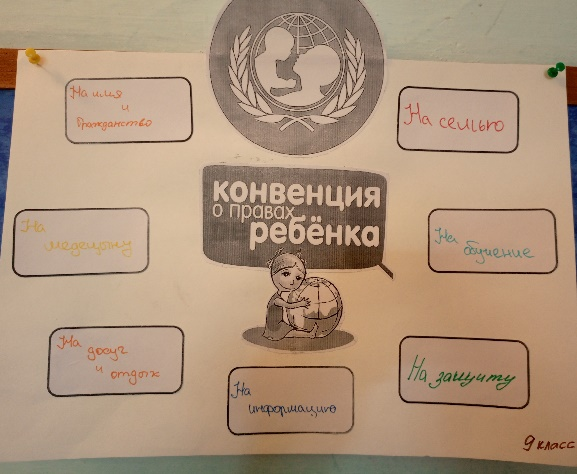 На имя
и
гражданство
На семью
конвенция
о правах
ребёнка
На
медецину
На
обучение
На
досуг
и
отдых
На
информацию
На защиту
9 класс